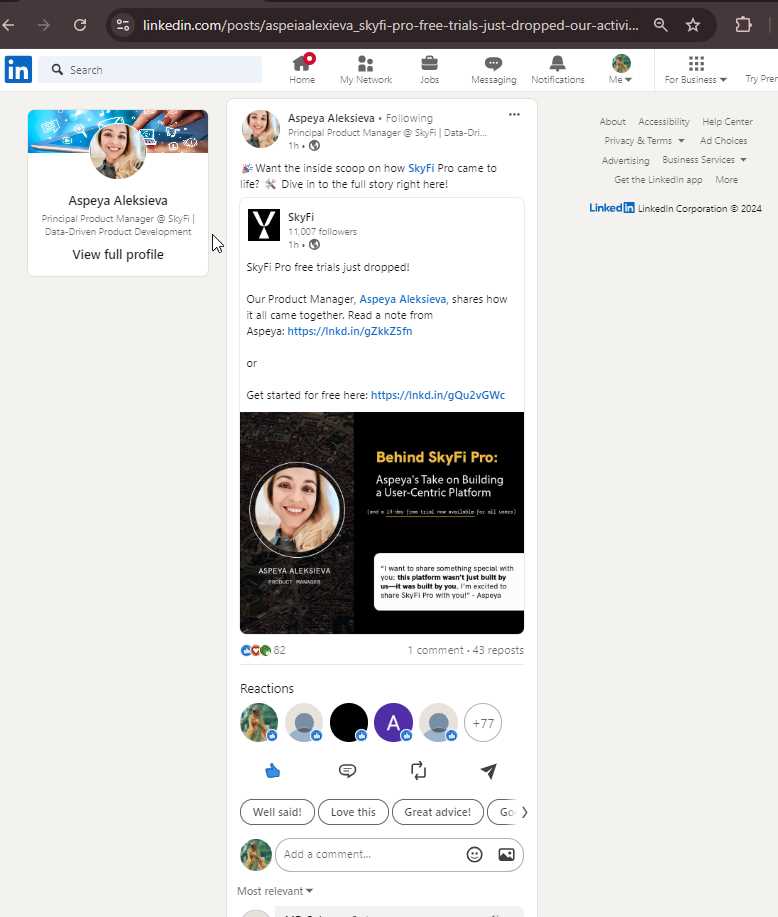 linkedin.com/posts/aspeiaalexieva_skyfi-pro-free-trials-just-dropped-our-activi...
in
Search
Home
My Network
Jobs
Messaging
Notifications
Me
For Business
Try Prem
Aspeya Aleksieva
Principal Product Manager @ SkyFi |
Data-Driven Product Development
View full profile
Aspeya Aleksieva • Following
Principal Product Manager @ SkyFi | Data-Dri...
1h •
🎉 Want the inside scoop on how SkyFi Pro came to
life? 🛠️ Dive in to the full story right here!
SkyFi
11,007 followers
1h •
SkyFi Pro free trials just dropped!
Our Product Manager, Aspeya Aleksieva, shares how
it all came together. Read a note from
Aspeya: https://lnkd.in/gZkkZ5fn
or
Get started for free here: https://lnkd.in/gQu2vGWc
Behind SkyFi Pro:
Aspeya's Take on Building
a User-Centric Platform
(and a 14-day free trial now available for all users)
ASPEYA ALEKSIEVA
PRODUCT MANAGER
"I want to share something special with
you: this platform wasn't just built by
us—it was built by you. I'm excited to
share SkyFi Pro with you!" - Aspeya
82
1 comment • 43 reposts
Reactions
A
+77
Well said!
Love this
Great advice!
Go
Add a comment...
Most relevant
About
Accessibility
Help Center
Privacy & Terms
Ad Choices
Advertising
Business Services
Get the LinkedIn app
More
LinkedIn LinkedIn Corporation © 2024